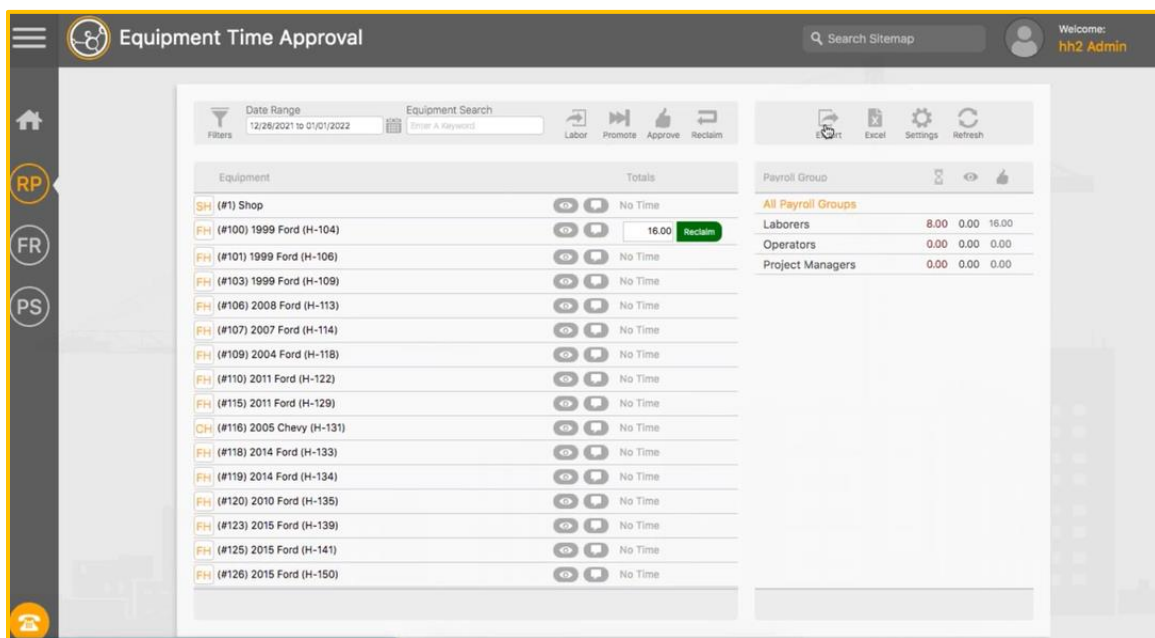 Equipment Time Approval
Search Sitemap
Welcome:
hh2 Admin
Date Range
Equipment Search
12/26/2021 to 01/01/2022
Enter A Keyword
Filters
Labor
Promote
Approve
Reclaim
Export
Excel
Settings
Refresh
RP
FR
PS
Equipment Totals
SH (#1) Shop No Time
FH (#100) 1999 Ford (H-104) 16.00 Reclaim
FH (#101) 1999 Ford (H-106) No Time
FH (#103) 1999 Ford (H-109) No Time
FH (#106) 2008 Ford (H-113) No Time
FH (#107) 2007 Ford (H-114) No Time
FH (#109) 2004 Ford (H-118) No Time
FH (#110) 2011 Ford (H-122) No Time
FH (#115) 2011 Ford (H-129) No Time
CH (#116) 2005 Chevy (H-131) No Time
FH (#118) 2014 Ford (H-133) No Time
FH (#119) 2014 Ford (H-134) No Time
FH (#120) 2010 Ford (H-135) No Time
FH (#123) 2015 Ford (H-139) No Time
FH (#125) 2015 Ford (H-141) No Time
FH (#126) 2015 Ford (H-150) No Time
Payroll Group
All Payroll Groups
Laborers 8.00 0.00 16.00
Operators 0.00 0.00 0.00
Project Managers 0.00 0.00 0.00